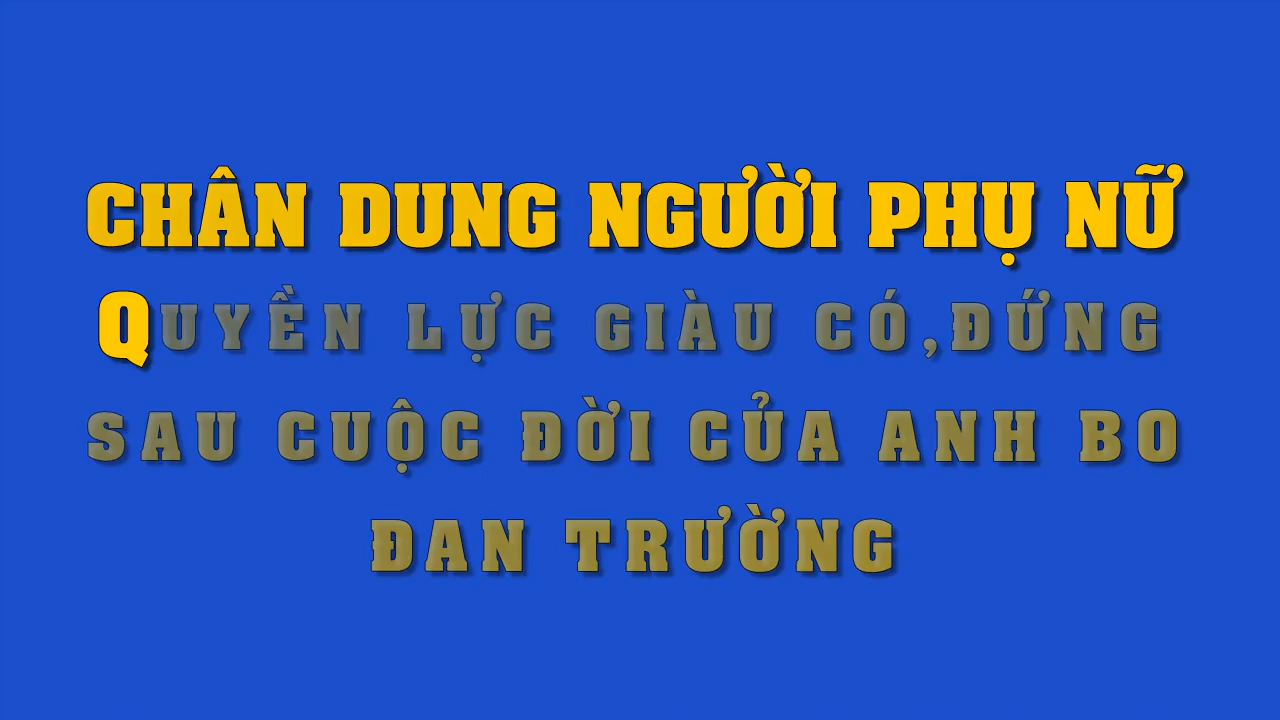 CHÂN DUNG NGƯỜI PHỤ NỮ
QUYỀN LỰC GIÀU CÓ,ĐỨNG
SAU CUỘC ĐỜI CỦA ANH BO
ĐAN TRƯỜNG